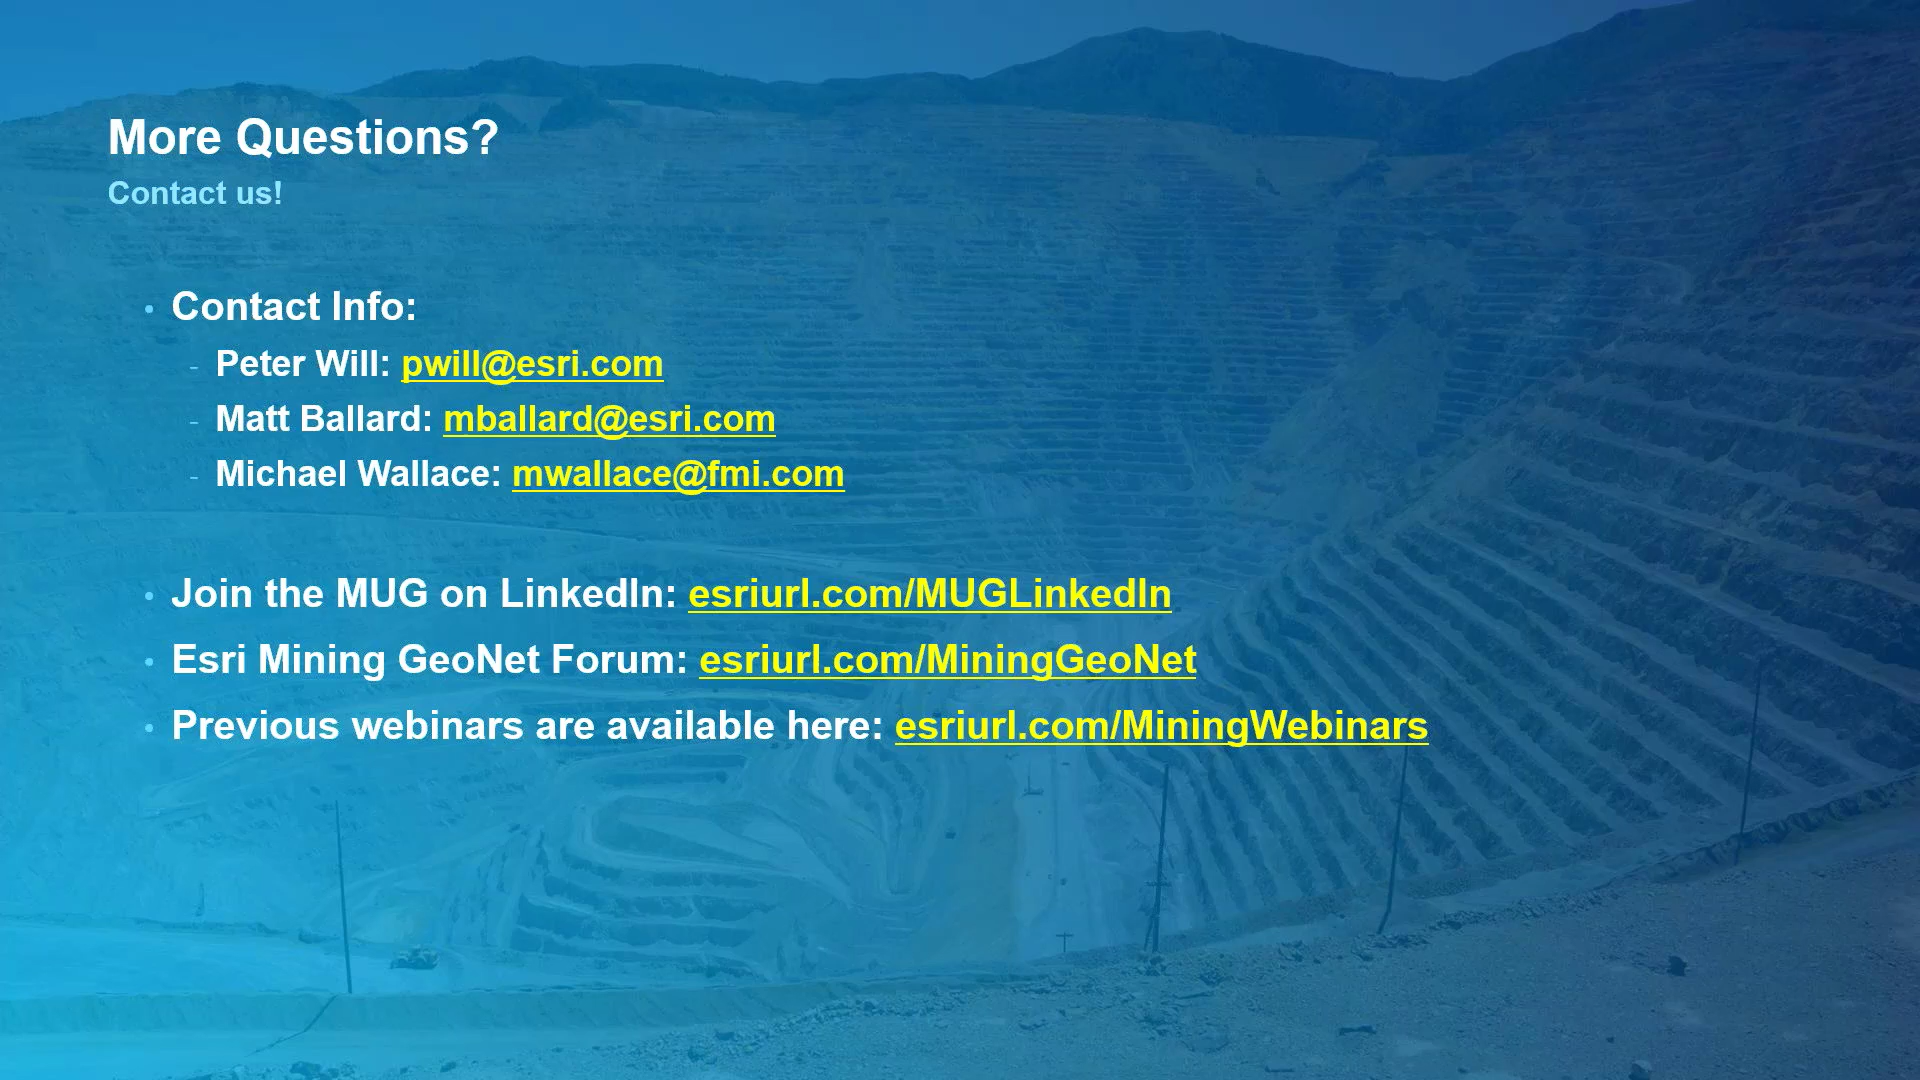 More Questions?
Contact us!
• Contact Info:
- Peter Will: pwill@esri.com
- Matt Ballard: mballard@esri.com
- Michael Wallace: mwallace@fmi.com
• Join the MUG on LinkedIn: esriurl.com/MUGLinkedIn
• Esri Mining GeoNet Forum: esriurl.com/MiningGeoNet
• Previous webinars are available here: esriurl.com/MiningWebinars